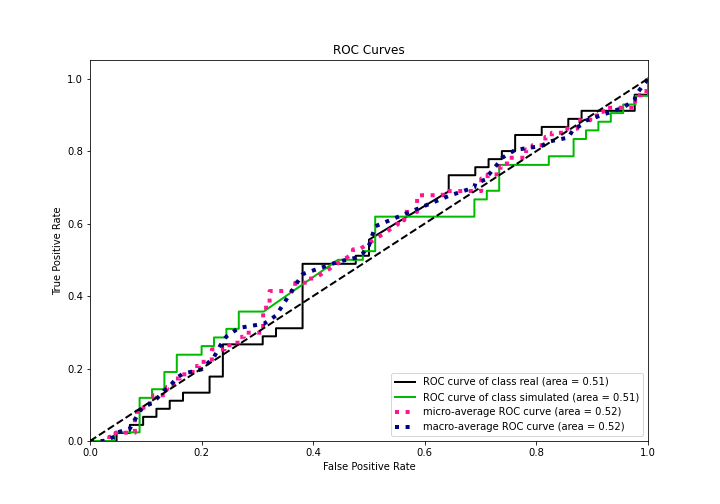 ROC Curves
True Positive Rate
1.0
0.8
0.6
0.4
0.2
0.0
0.0 0.2 0.4 0.6 0.8 1.0
False Positive Rate
ROC curve of class real (area = 0.51)
ROC curve of class simulated (area = 0.51)
micro-average ROC curve (area = 0.52)
macro-average ROC curve (area = 0.52)